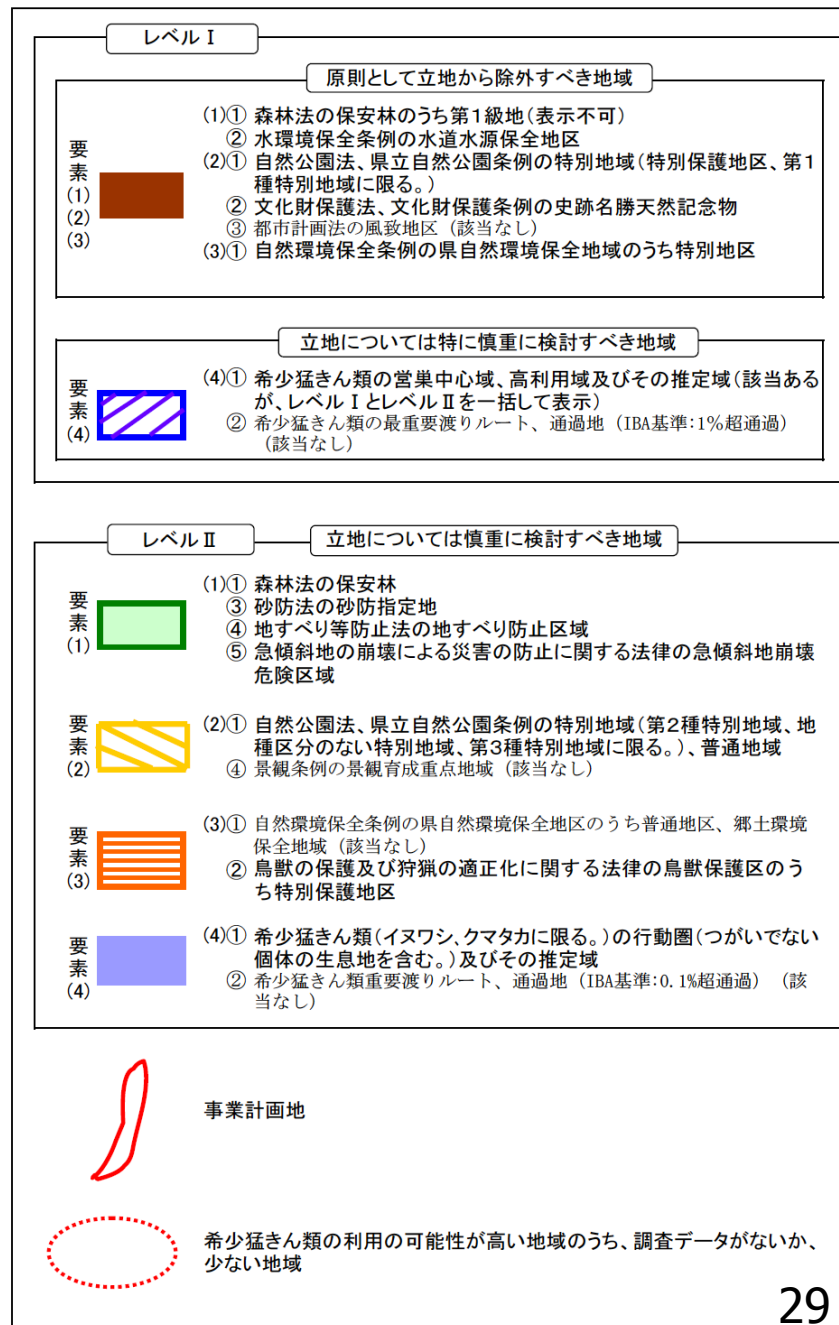 レベルⅠ
原則として立地から除外すべき地域
要素(1)(2)(3)
(1)① 森林法の保安林のうち第1級地(表示不可)
② 水環境保全条例の水道水源保全地区
(2)① 自然公園法、県立自然公園条例の特別地域(特別保護地区、第1
種特別地域に限る。)
② 文化財保護法、文化財保護条例の史跡名勝天然記念物
③ 都市計画法の風致地区(該当なし)
(3)① 自然環境保全条例の県自然環境保全地域のうち特別地区
立地については特に慎重に検討すべき地域
要素(4)
(4)① 希少猛きん類の営巣中心域、高利用域及びその推定域(該当ある
が、レベルⅠとレベルⅡを一括して表示)
② 希少猛きん類の最重要渡りルート、通過地(IBA基準:1%超通過)
(該当なし)
レベルⅡ
立地については慎重に検討すべき地域
要素(1)
(1)① 森林法の保安林
③ 砂防法の砂防指定地
④ 地すべり等防止法の地すべり防止区域
⑤ 急傾斜地の崩壊による災害の防止に関する法律の急傾斜地崩壊
危険区域
要素(2)
(2)① 自然公園法、県立自然公園条例の特別地域(第2種特別地域、地
種区分のない特別地域、第3種特別地域に限る。)、普通地域
④ 景観条例の景観育成重点地域(該当なし)
要素(3)
(3)① 自然環境保全条例の県自然環境保全地区のうち普通地区、郷土環境
保全地域(該当なし)
② 鳥獣の保護及び狩猟の適正化に関する法律の鳥獣保護区のう
ち特別保護地区
要素(4)
(4)① 希少猛きん類(イヌワシ、クマタカに限る。)の行動圏(つがいでない
個体の生息地を含む。)及びその推定域
② 希少猛きん類重要渡りルート、通過地(IBA基準:0.1%超通過)(該
当なし)
事業計画地
希少猛きん類の利用の可能性が高い地域のうち、調査データがないか、
少ない地域
29